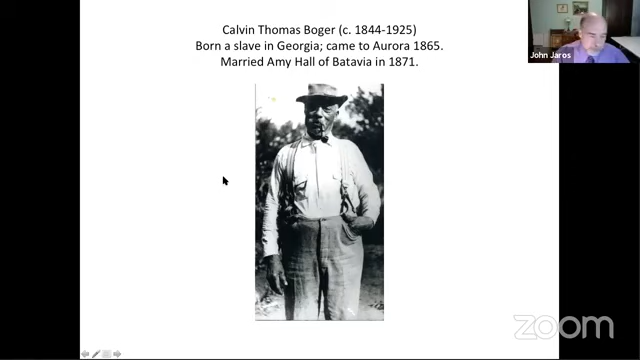 Calvin Thomas Boger (c. 1844-1925)
Born a slave in Georgia; came to Aurora 1865.
Married Amy Hall of Batavia in 1871.
John Jaros
zoom